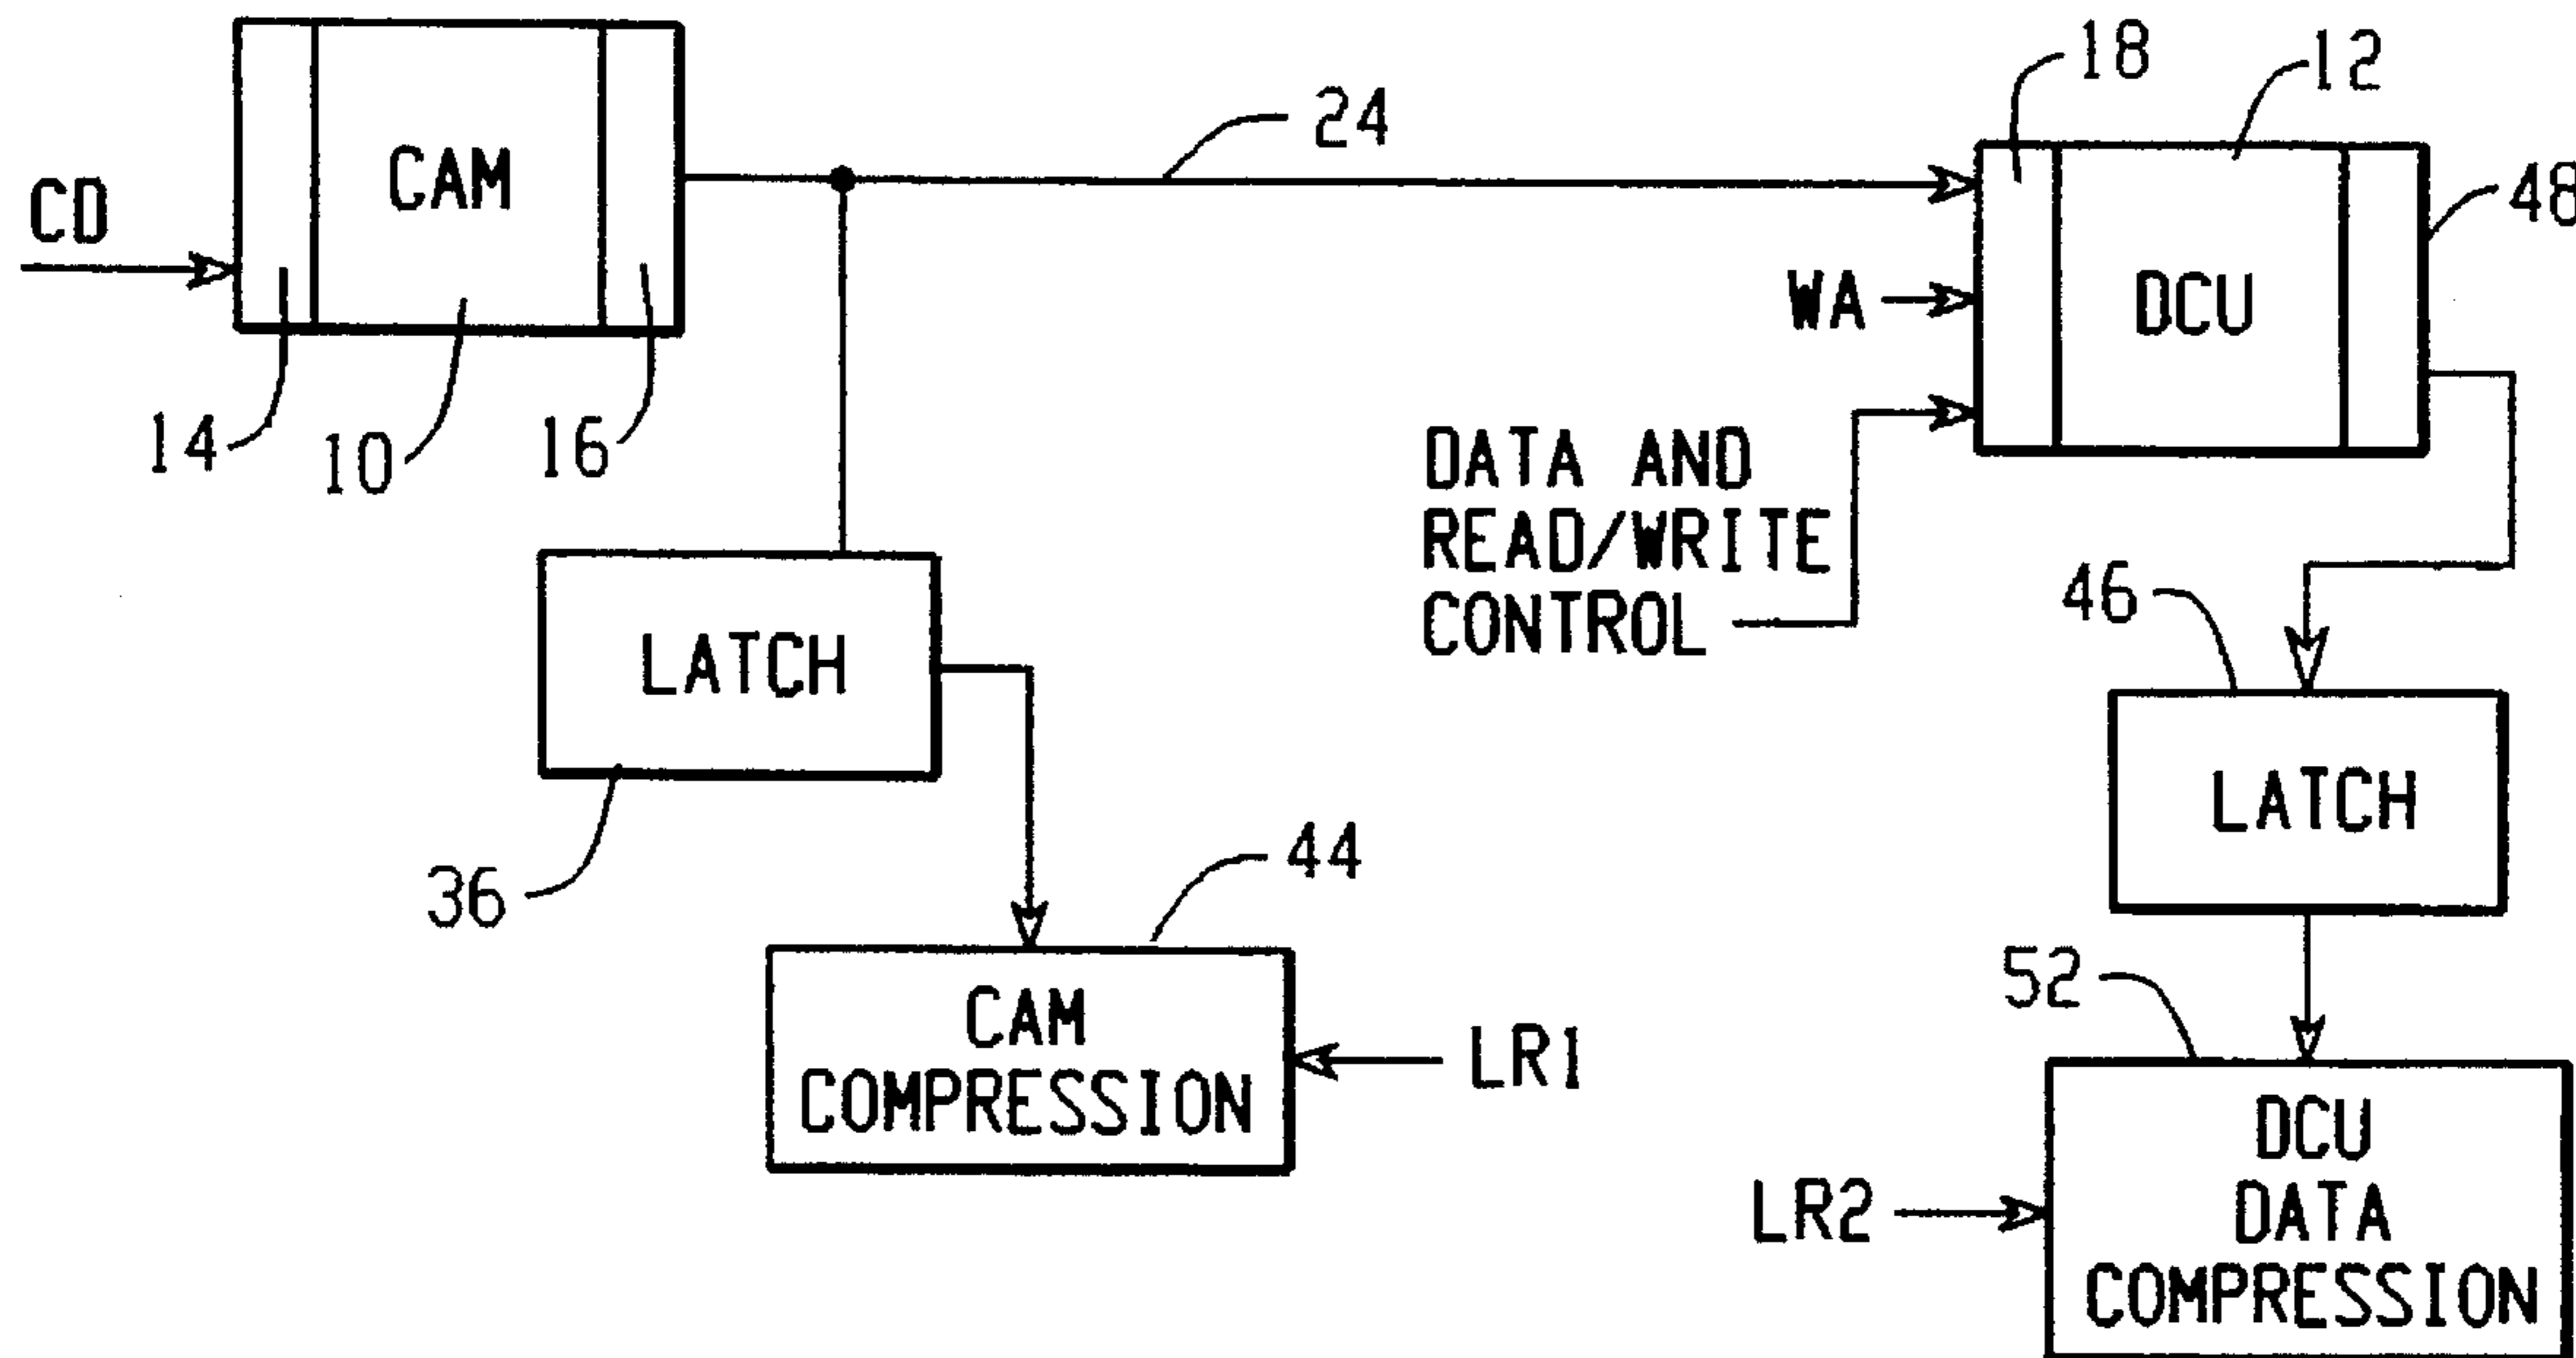 18
12
24
CAM
CD
48
WA
DCU
14
10
16
DATA AND
READ/WRITE
CONTROL
46
LATCH
LATCH
36
44
52
CAM
COMPRESSION
LR1
DCU
DATA
COMPRESSION
LR2